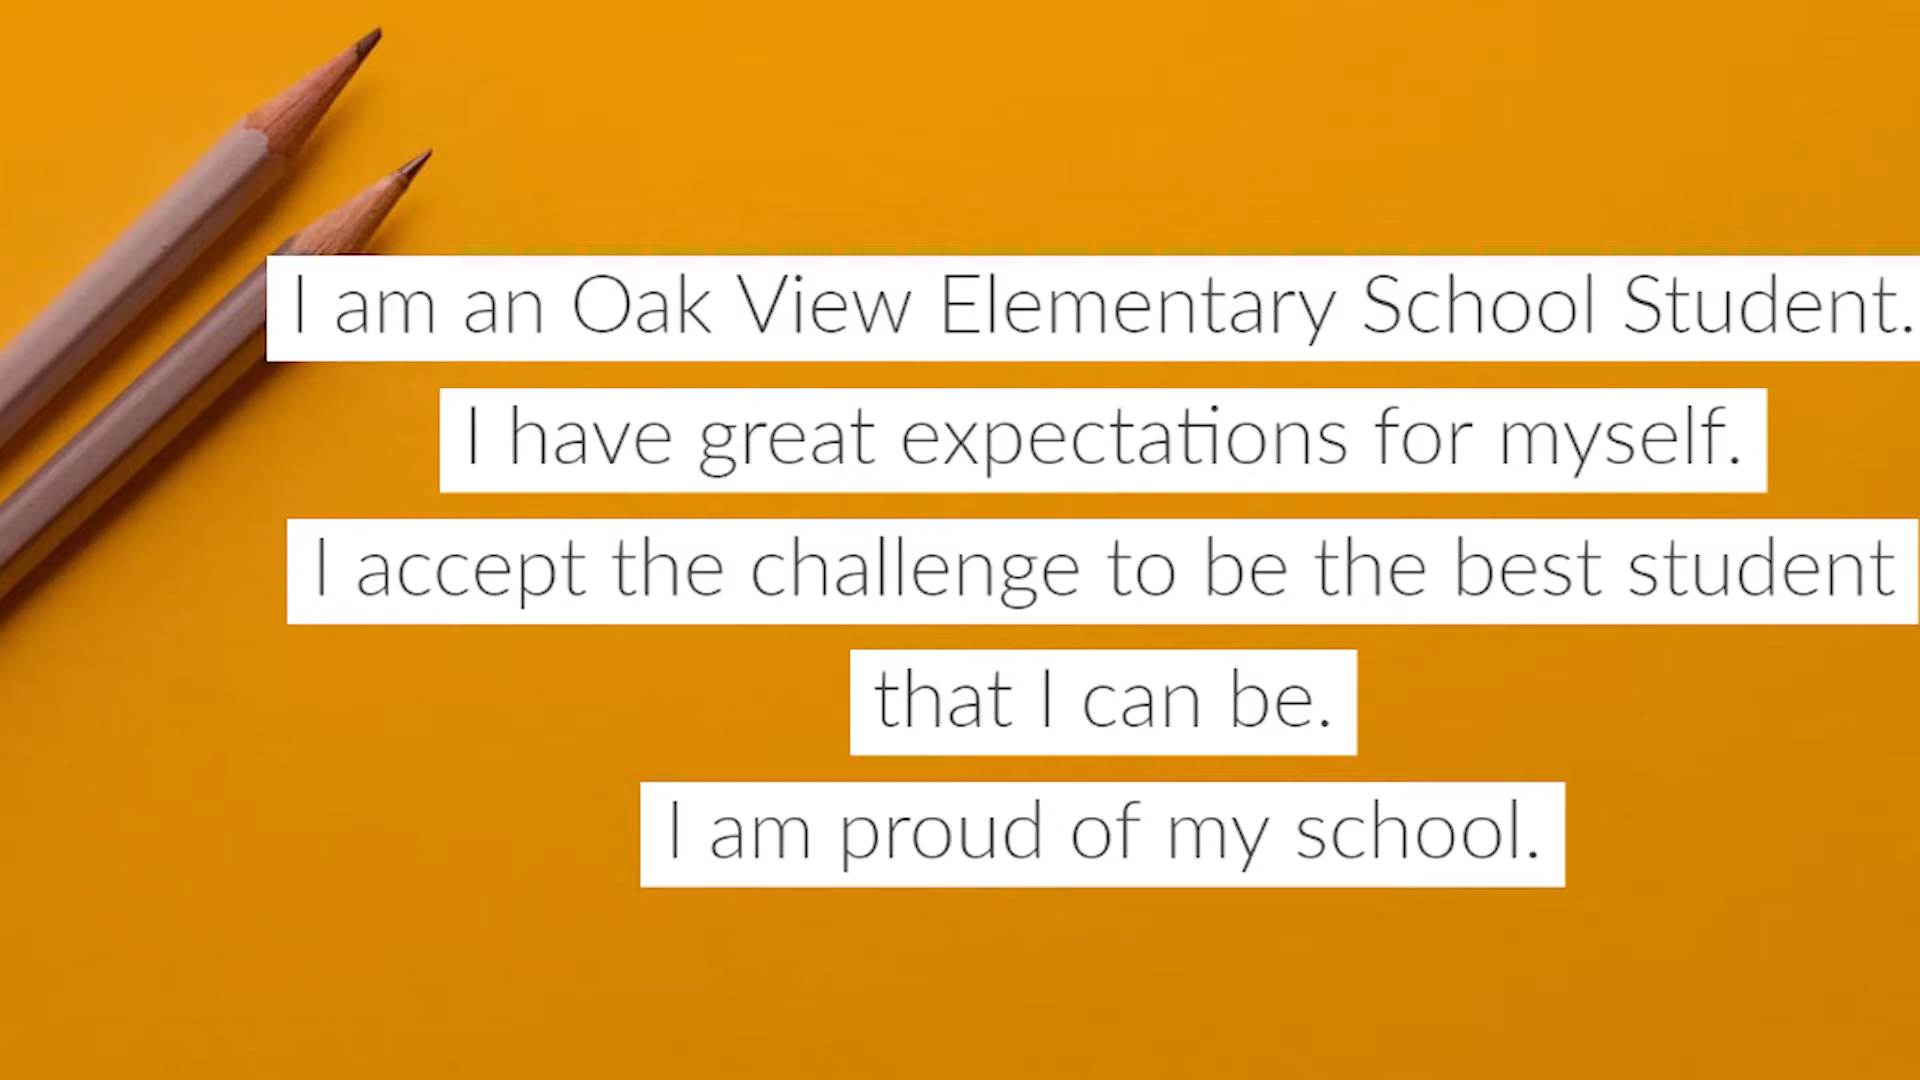 I am an Oak View Elementary School Student.
I have great expectations for myself.
I accept the challenge to be the best student
that I can be.
I am proud of my school.